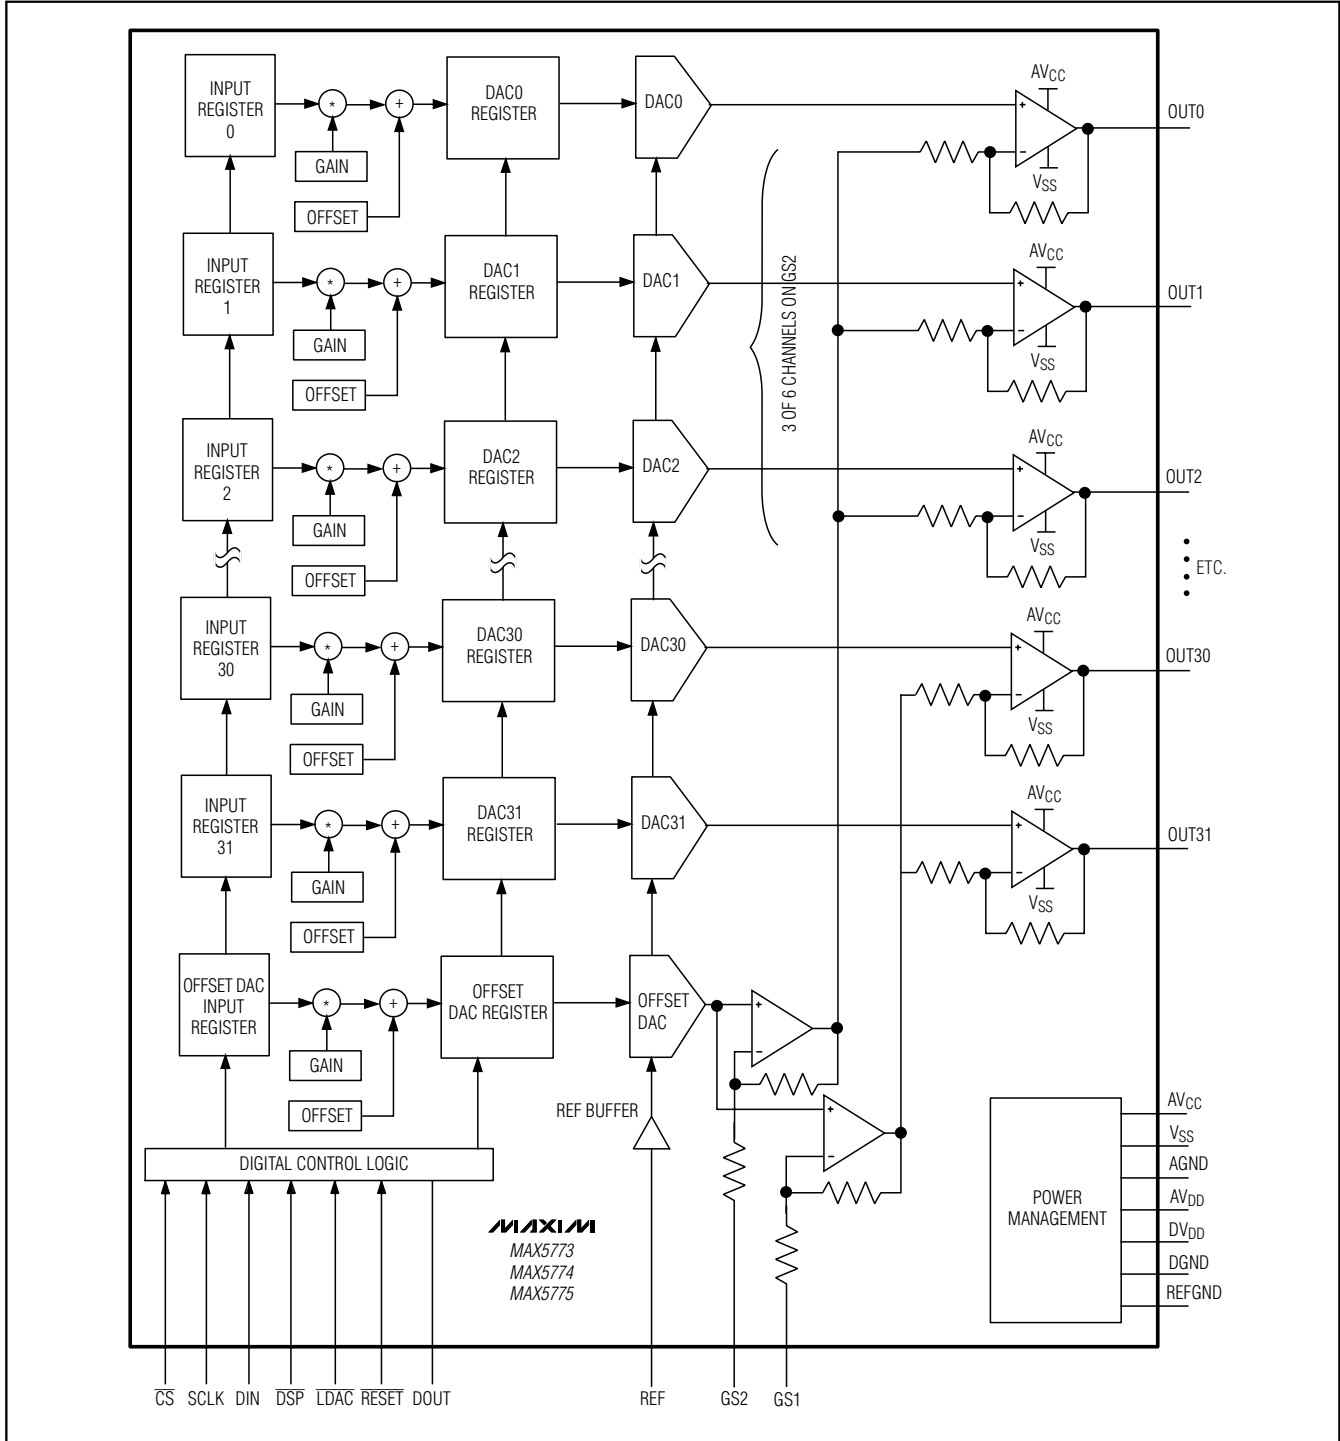 INPUT
REGISTER
0
*
+
GAIN
OFFSET
DAC0
REGISTER
DAC0
+
-
AVCC
VSS
OUT0
INPUT
REGISTER
1
*
+
GAIN
OFFSET
DAC1
REGISTER
DAC1
3 OF 6 CHANNELS ON GS2
+
-
AVCC
VSS
OUT1
INPUT
REGISTER
2
*
+
GAIN
OFFSET
DAC2
REGISTER
DAC2
+
-
AVCC
VSS
OUT2
ETC.
INPUT
REGISTER
30
*
+
GAIN
OFFSET
DAC30
REGISTER
DAC30
+
-
AVCC
VSS
OUT30
INPUT
REGISTER
31
*
+
GAIN
OFFSET
DAC31
REGISTER
DAC31
+
-
AVCC
VSS
OUT31
OFFSET DAC
INPUT
REGISTER
*
+
GAIN
OFFSET
OFFSET
DAC REGISTER
OFFSET
DAC
+
-
+
-
REF BUFFER
DIGITAL CONTROL LOGIC
MAXIM
MAX5773
MAX5774
MAX5775
POWER
MANAGEMENT
AVCC
VSS
AGND
AVDD
DVDD
DGND
REFGND
CS
SCLK
DIN
DSP
LDAC
RESET
DOUT
REF
GS2
GS1